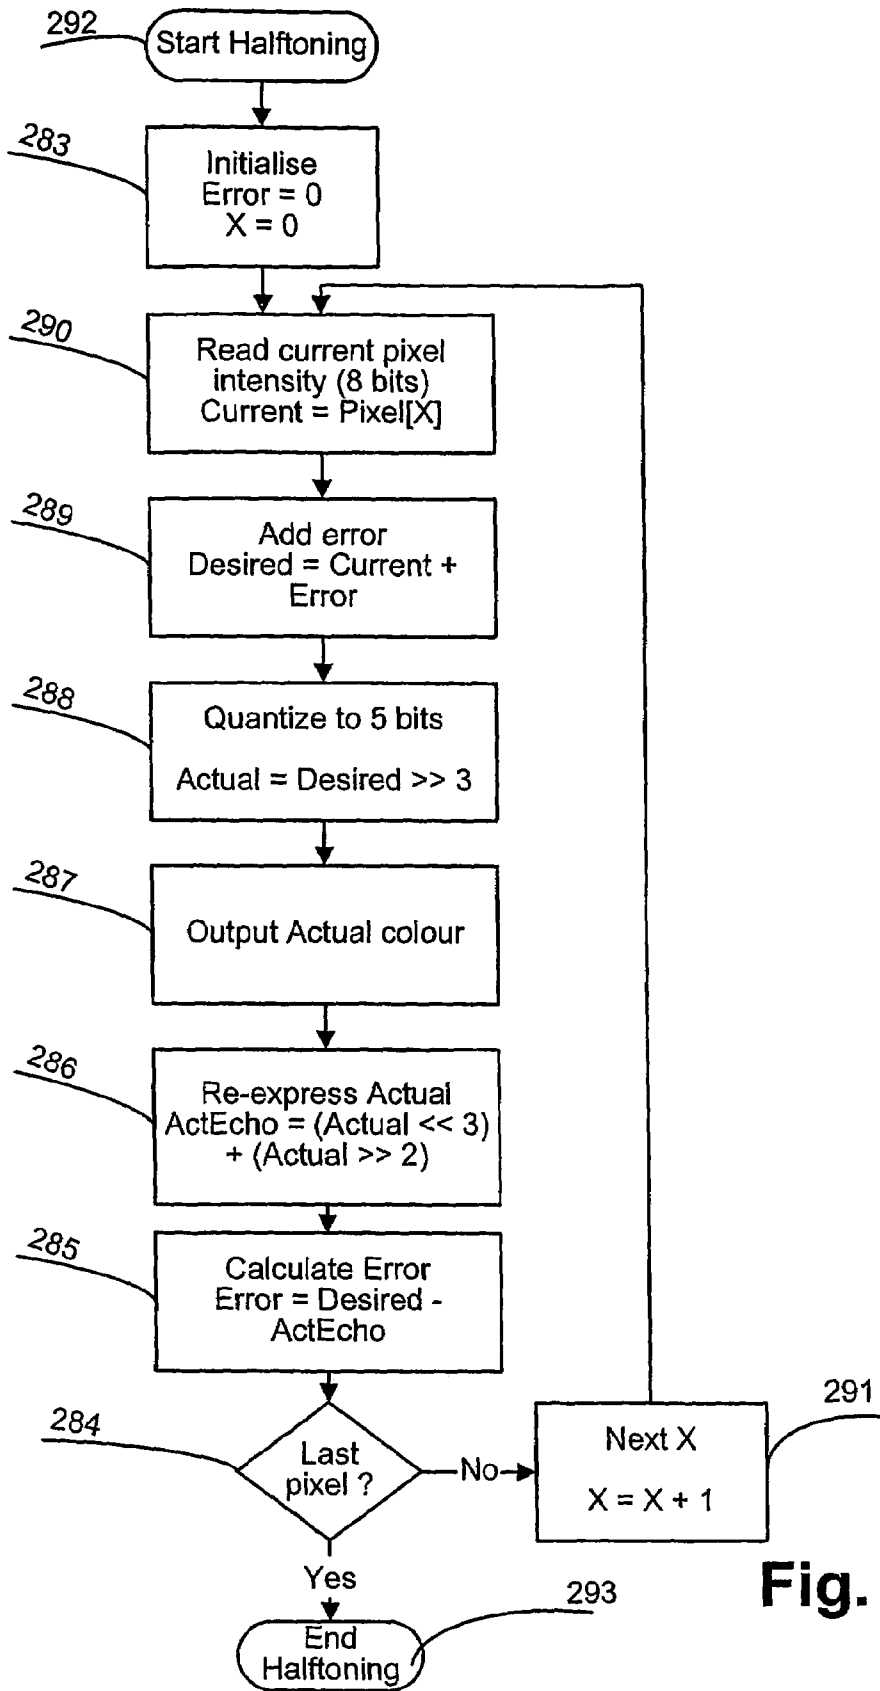 292
Start Halftoning
283
Initialise
Error = 0
X = 0
290
Read current pixel
intensity (8 bits)
Current = Pixel[X]
289
Add error
Desired = Current +
Error
288
Quantize to 5 bits
Actual = Desired >> 3
287
Output Actual colour
286
Re-express Actual
ActEcho = (Actual << 3)
+ (Actual >> 2)
285
Calculate Error
Error = Desired -
ActEcho
284
Last
pixel ?
No
Next X
X = X + 1
291
Yes
293
End
Halftoning
Fig.